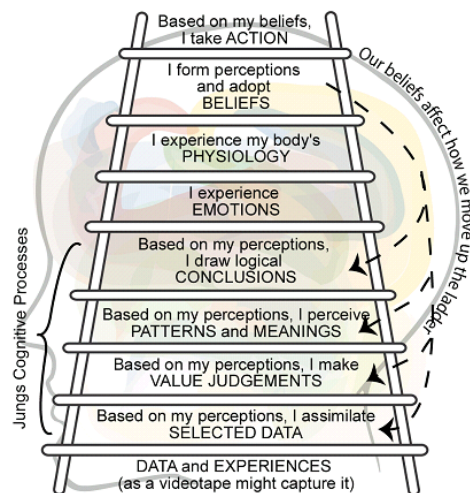 Based on my beliefs,
I take ACTION
I form perceptions
and adopt
BELIEFS
I experience my body's
PHYSIOLOGY
I experience
EMOTIONS
Based on my perceptions,
I draw logical
CONCLUSIONS
Based on my perceptions, I perceive
PATTERNS and MEANINGS
Based on my perceptions, I make
VALUE JUDGEMENTS
Based on my perceptions, I assimilate
SELECTED DATA
DATA and EXPERIENCES
(as a videotape might capture it)
Jungs Cognitive Processes
Our beliefs affect how we move up the ladder